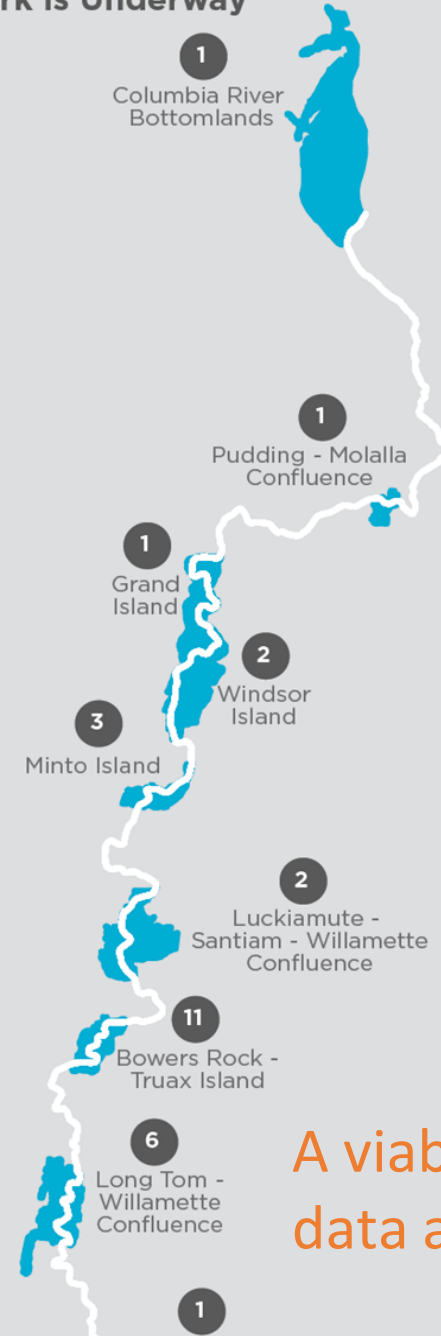 rk is Underway
1
Columbia River
Bottomlands
1
Pudding - Molalla
Confluence
1
Grand
Island
2
Windsor
Island
3
Minto Island
2
Luckiamute -
Santiam - Willamette
Confluence
11
Bowers Rock -
Truax Island
6
Long Tom -
Willamette
Confluence
A viab
data a
1